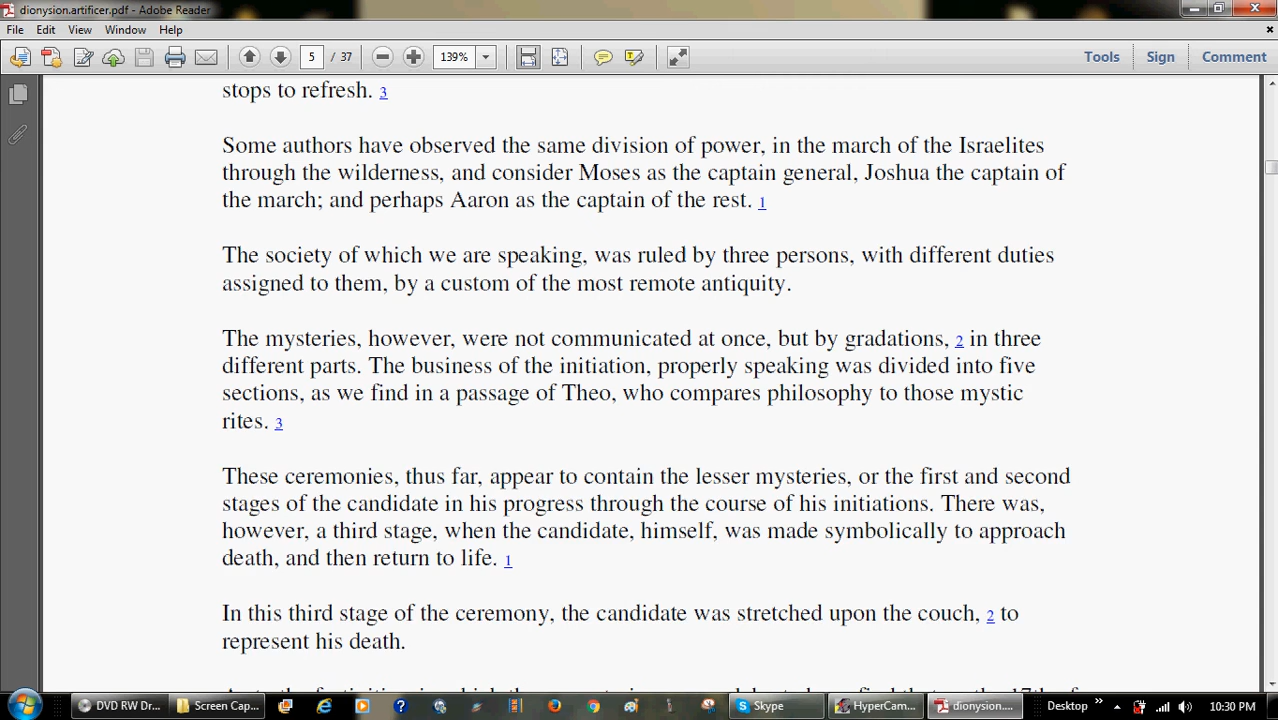 dionysion.artificer.pdf - Adobe Reader
File Edit View Window Help
5 / 37 139% Tools Sign Comment
stops to refresh. 3
Some authors have observed the same division of power, in the march of the Israelites
through the wilderness, and consider Moses as the captain general, Joshua the captain of
the march; and perhaps Aaron as the captain of the rest. 1
The society of which we are speaking, was ruled by three persons, with different duties
assigned to them, by a custom of the most remote antiquity.
The mysteries, however, were not communicated at once, but by gradations, 2 in three
different parts. The business of the initiation, properly speaking was divided into five
sections, as we find in a passage of Theo, who compares philosophy to those mystic
rites. 3
These ceremonies, thus far, appear to contain the lesser mysteries, or the first and second
stages of the candidate in his progress through the course of his initiations. There was,
however, a third stage, when the candidate, himself, was made symbolically to approach
death, and then return to life. 1
In this third stage of the ceremony, the candidate was stretched upon the couch, 2 to
represent his death.
DVD RW Dr... Screen Cap... Skype HyperCam... dionysion.... Desktop 10:30 PM